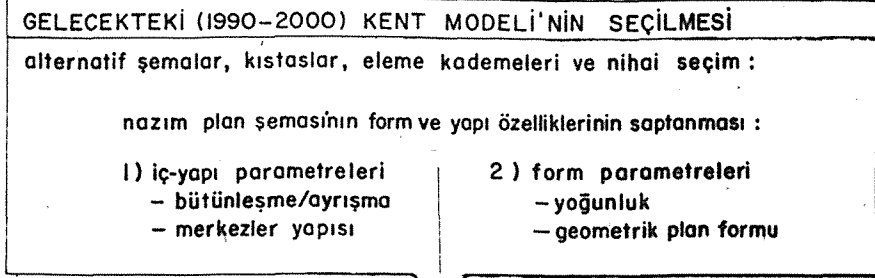 GELECEKTEKİ (1990-2000) KENT MODELİ'NİN SEÇİLMESİ
alternatif şemalar, kıstaslar, eleme kademeleri ve nihai seçim :
nazım plan şemasının form ve yapı özelliklerinin saptanması :
1) iç-yapı parametreleri
– bütünleşme/ayrışma
– merkezler yapısı
2) form parametreleri
– yoğunluk
– geometrik plan formu